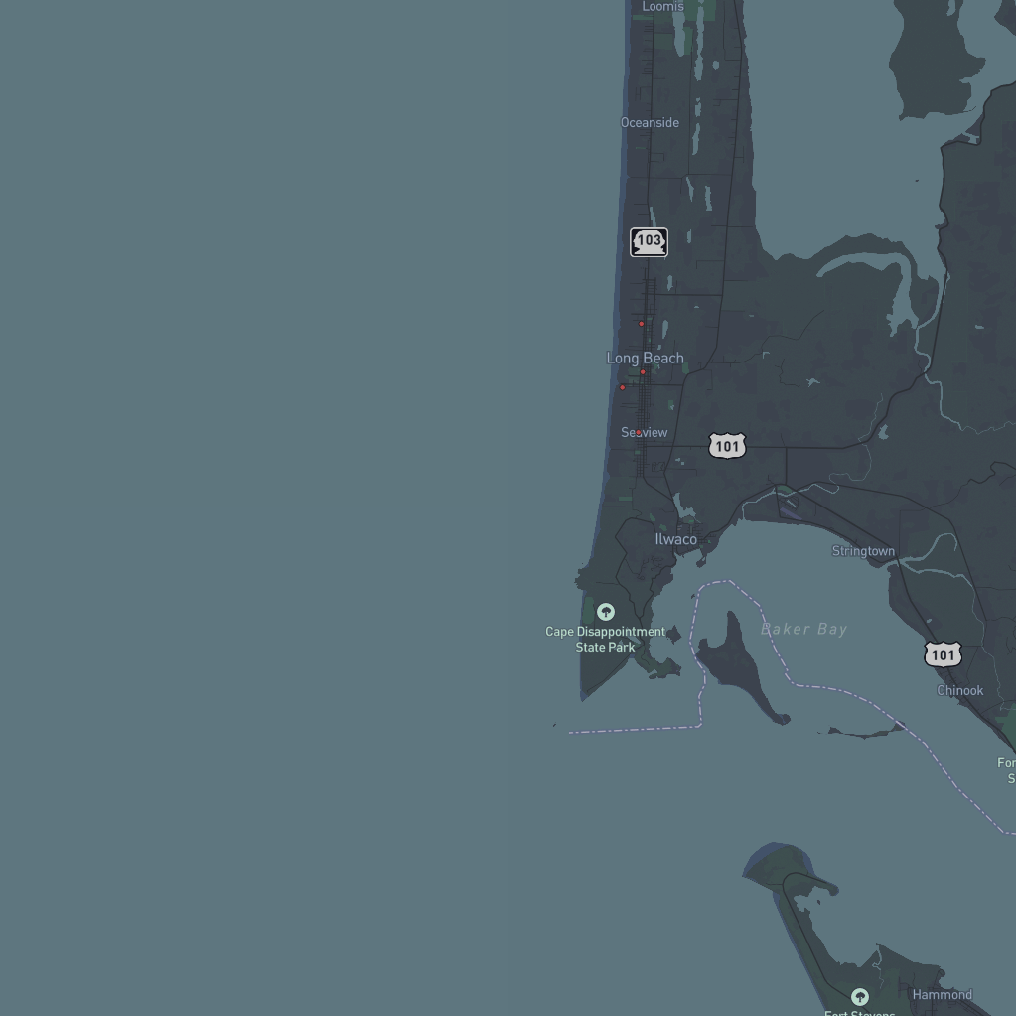 Loomis
Oceanside
103
Long Beach
Seaview
101
Ilwaco
Stringtown
Cape Disappointment
State Park
Baker Bay
101
Chinook
For
S
Hammond
Fort Stevens